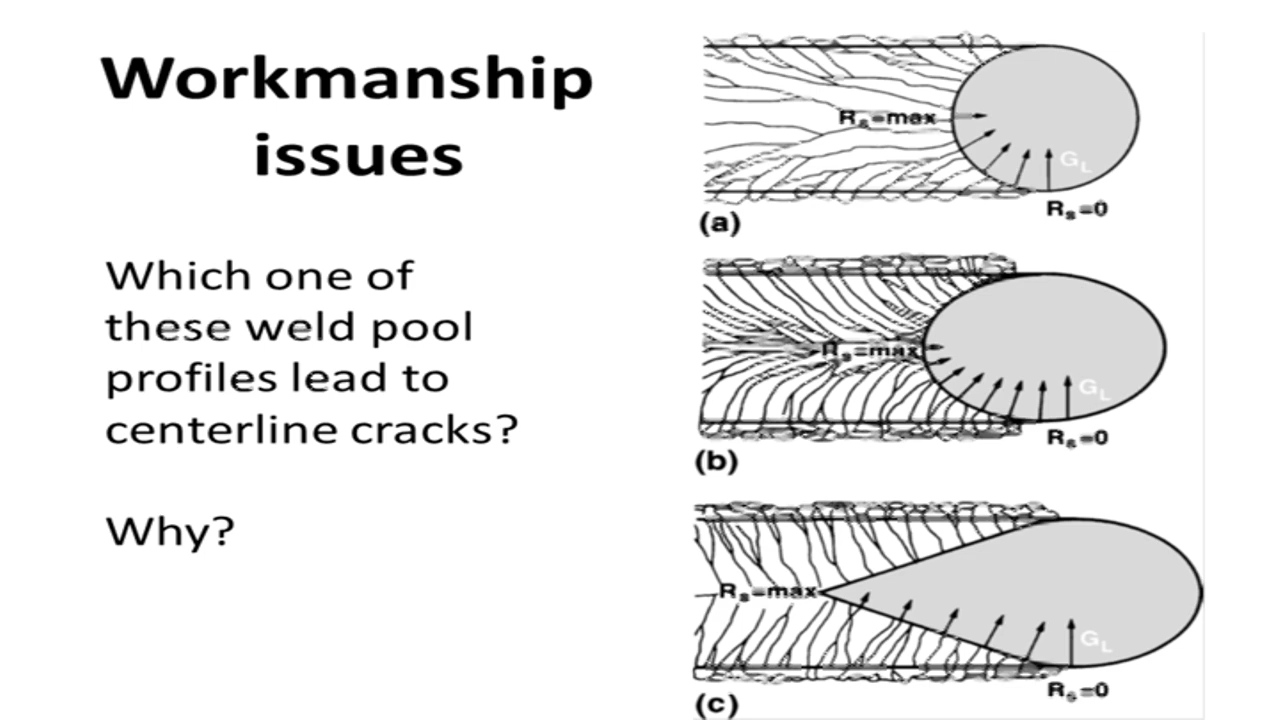 Workmanship
issues
Which one of
these weld pool
profiles lead to
centerline cracks?
Why?
Rs=max
GL
Rs=0
(a)
Rs=max
GL
Rs=0
(b)
Rs=max
GL
Rs=0
(c)